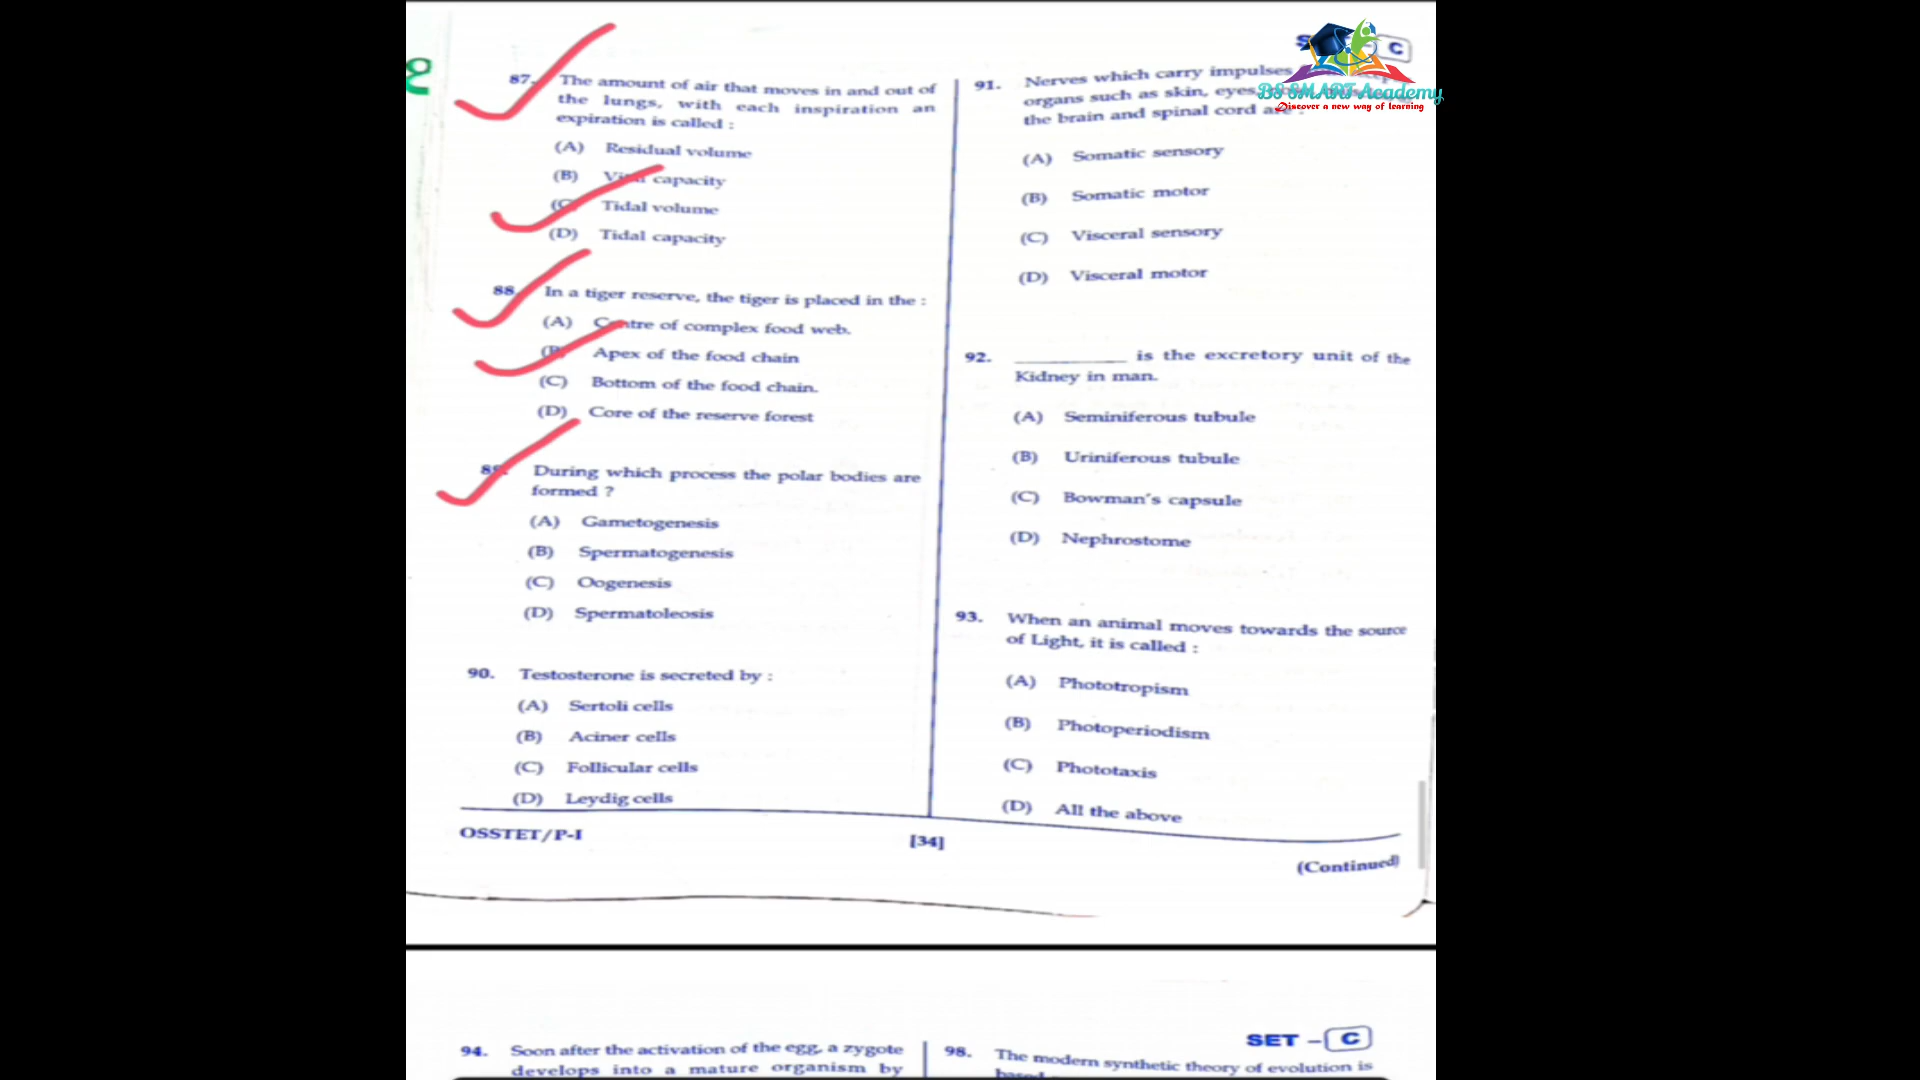 SET - C
BS SMART Academy
Discover a new way of learning
87. The amount of air that moves in and out of
the lungs, with each inspiration an
expiration is called :
(A) Residual volume
(B) Vital capacity
(C) Tidal volume
(D) Tidal capacity
88. In a tiger reserve, the tiger is placed in the :
(A) Centre of complex food web.
(B) Apex of the food chain
(C) Bottom of the food chain.
(D) Core of the reserve forest
89. During which process the polar bodies are
formed ?
(A) Gametogenesis
(B) Spermatogenesis
(C) Oogenesis
(D) Spermatoleosis
90. Testosterone is secreted by :
(A) Sertoli cells
(B) Aciner cells
(C) Follicular cells
(D) Leydig cells
91. Nerves which carry impulses
organs such as skin, eyes,
the brain and spinal cord are :
(A) Somatic sensory
(B) Somatic motor
(C) Visceral sensory
(D) Visceral motor
92. __________ is the excretory unit of the
Kidney in man.
(A) Seminiferous tubule
(B) Uriniferous tubule
(C) Bowman's capsule
(D) Nephrostome
93. When an animal moves towards the source
of Light, it is called :
(A) Phototropism
(B) Photoperiodism
(C) Phototaxis
(D) All the above
OSSTET/P-I
[34]
(Continued)
SET - C
94. Soon after the activation of the egg, a zygote
develops into a mature organism by
98. The modern synthetic theory of evolution is
based